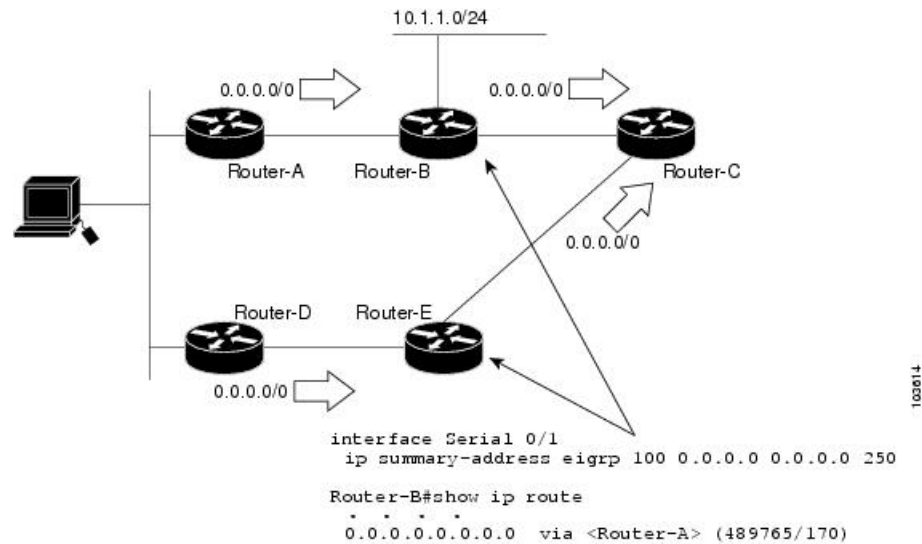 10.1.1.0/24
0.0.0.0/0
0.0.0.0/0
Router-A
Router-B
Router-C
0.0.0.0/0
Router-D
Router-E
0.0.0.0/0
103614
interface Serial 0/1
ip summary-address eigrp 100 0.0.0.0 0.0.0.0 250
Router-B#show ip route
. . . .
0.0.0.0.0.0.0.0 via <Router-A> (489765/170)